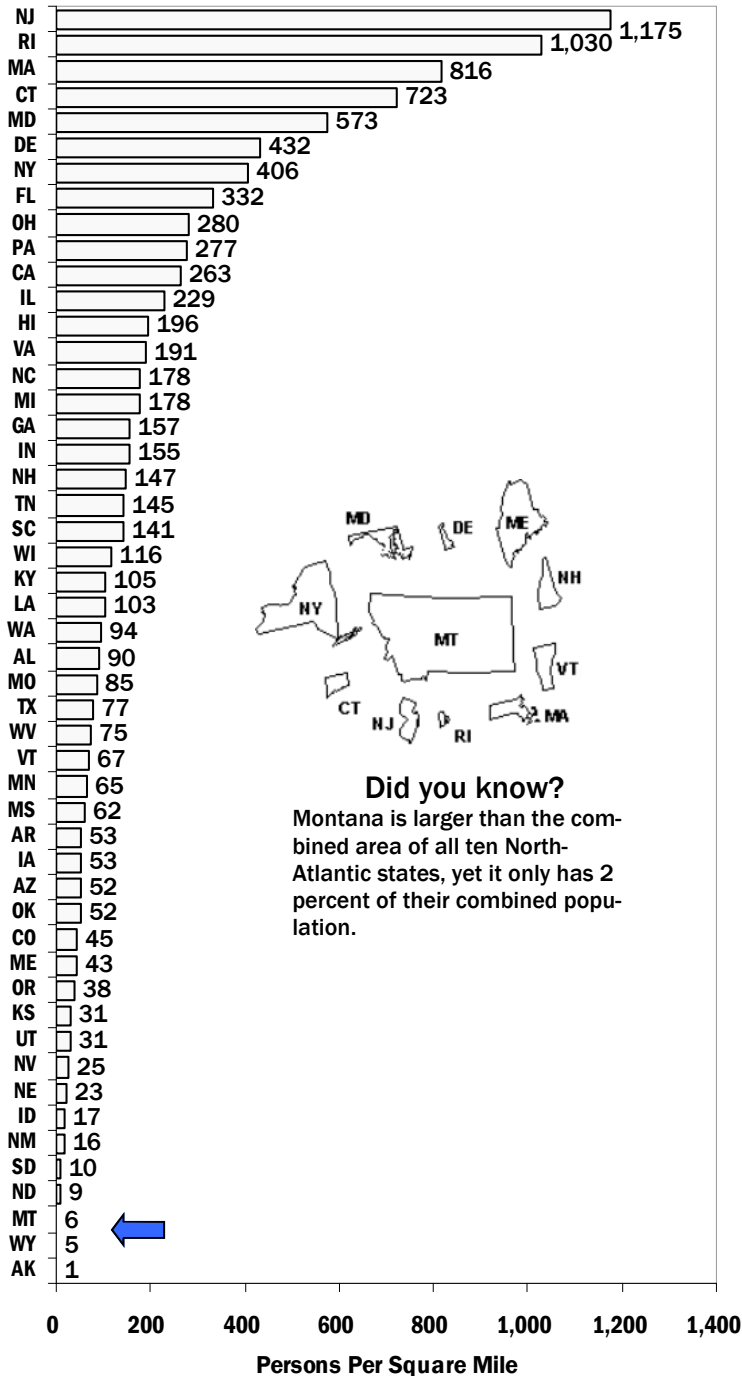 NJ 1,175
RI 1,030
MA 816
CT 723
MD 573
DE 432
NY 406
FL 332
OH 280
PA 277
CA 263
IL 229
HI 196
VA 191
NC 178
MI 178
GA 157
IN 155
NH 147
TN 145
SC 141
WI 116
KY 105
LA 103
WA 94
AL 90
MO 85
TX 77
WV 75
VT 67
MN 65
MS 62
AR 53
IA 53
AZ 52
OK 52
CO 45
ME 43
OR 38
KS 31
UT 31
NV 25
NE 23
ID 17
NM 16
SD 10
ND 9
MT 6
WY 5
AK 1
0 200 400 600 800 1,000 1,200 1,400
Persons Per Square Mile
MD DE ME
NH
NY MT
VT
CT NJ RI MA
Did you know?
Montana is larger than the com-
bined area of all ten North-
Atlantic states, yet it only has 2
percent of their combined popu-
lation.